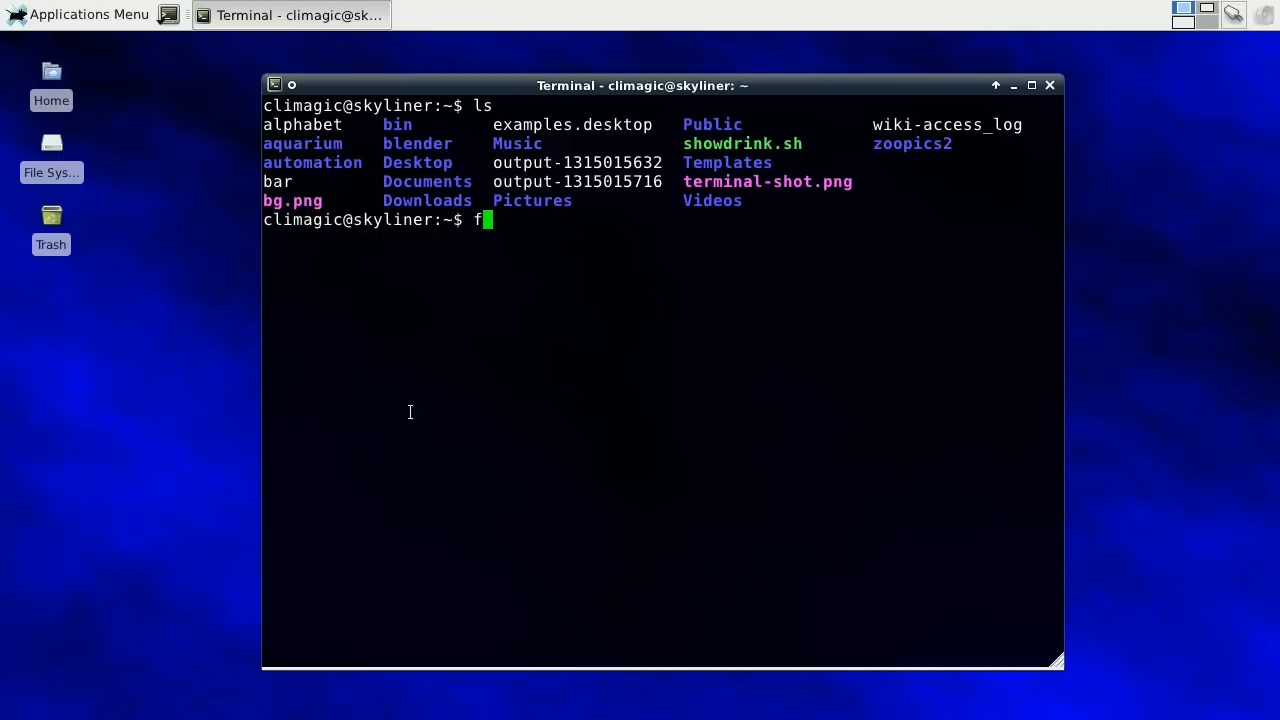 Applications Menu Terminal - climagic@sk...
Home
File Sys...
Trash
Terminal - climagic@skyliner: ~
climagic@skyliner:~$ ls
alphabet bin examples.desktop Public wiki-access_log
aquarium blender Music showdrink.sh zoopics2
automation Desktop output-1315015632 Templates
bar Documents output-1315015716 terminal-shot.png
bg.png Downloads Pictures Videos
climagic@skyliner:~$ f